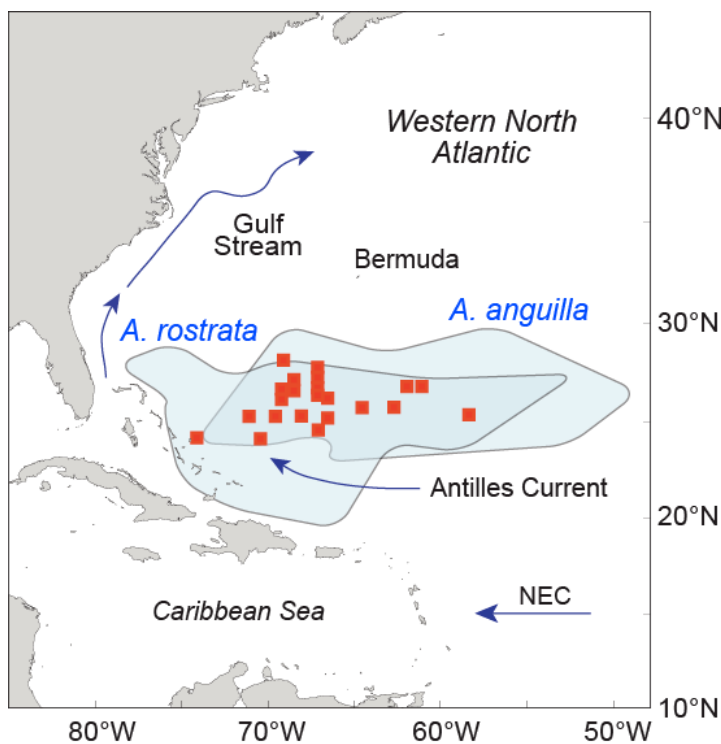 Western North
Atlantic
40°N
Gulf
Stream
Bermuda
A. rostrata
A. anguilla
30°N
Antilles Current
20°N
Caribbean Sea
NEC
10°N
80°W
70°W
60°W
50°W